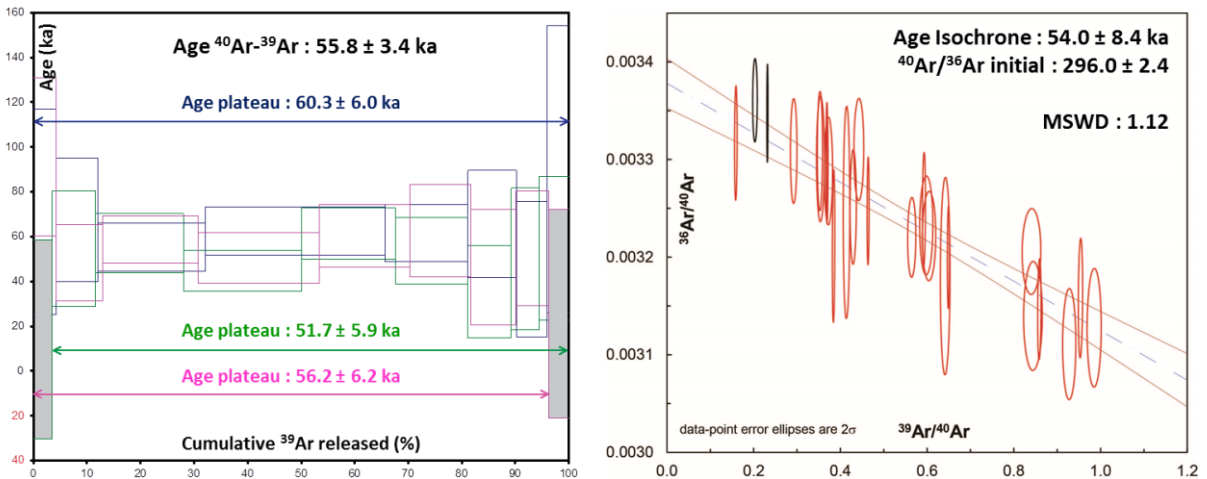 160
140
120
100
80
60
40
20
0
20
40
Age (ka)
Age ⁴⁰Ar-³⁹Ar : 55.8 ± 3.4 ka
Age plateau : 60.3 ± 6.0 ka
Age plateau : 51.7 ± 5.9 ka
Age plateau : 56.2 ± 6.2 ka
Cumulative ³⁹Ar released (%)
0 10 20 30 40 50 60 70 80 90 100
Age Isochrone : 54.0 ± 8.4 ka
⁴⁰Ar/³⁶Ar initial : 296.0 ± 2.4
MSWD : 1.12
0.0034
0.0033
0.0032
0.0031
0.0030
³⁶Ar/⁴⁰Ar
data-point error ellipses are 2σ
³⁹Ar/⁴⁰Ar
0.0 0.2 0.4 0.6 0.8 1.0 1.2